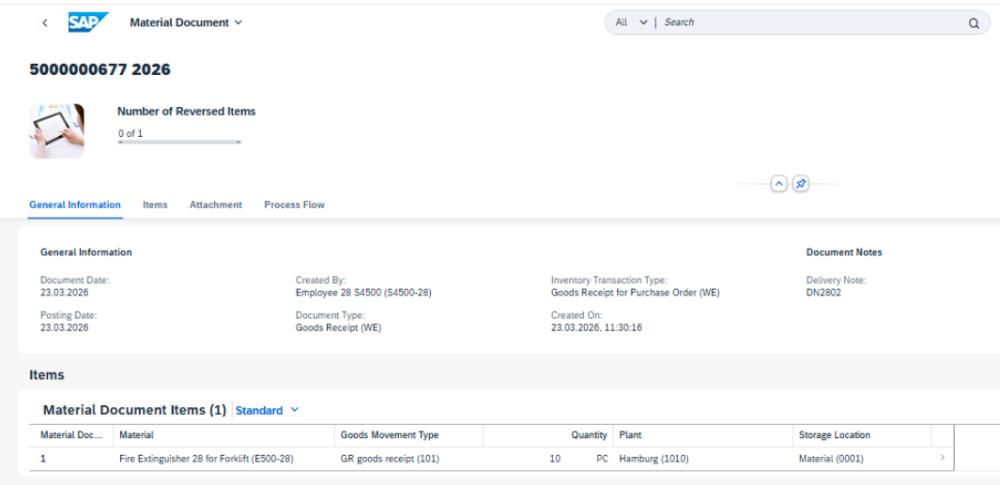 SAP Material Document All Search
5000000677 2026
Number of Reversed Items
0 of 1
General Information Items Attachment Process Flow
General Information Document Notes
Document Date: Created By: Inventory Transaction Type: Delivery Note:
23.03.2026 Employee 28 S4500 (S4500-28) Goods Receipt for Purchase Order (WE) DN2802
Posting Date: Document Type: Created On:
23.03.2026 Goods Receipt (WE) 23.03.2026, 11:30:16
Items
Material Document Items (1) Standard
Material Doc... Material Goods Movement Type Quantity Plant Storage Location
1 Fire Extinguisher 28 for Forklift (E500-28) GR goods receipt (101) 10 PC Hamburg (1010) Material (0001)